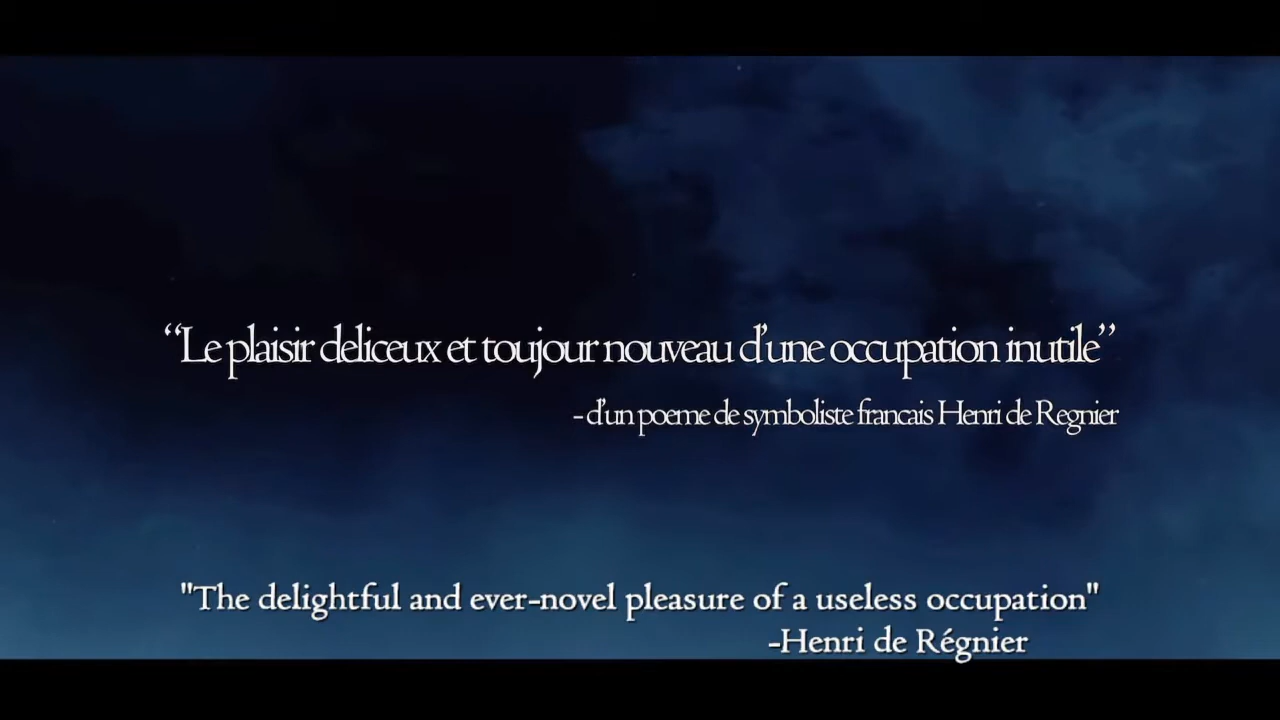 “Le plaisir deliceux et toujour nouveau d’une occupation inutile”
- d’un poeme de symboliste francais Henri de Regnier
"The delightful and ever-novel pleasure of a useless occupation"
-Henri de Régnier